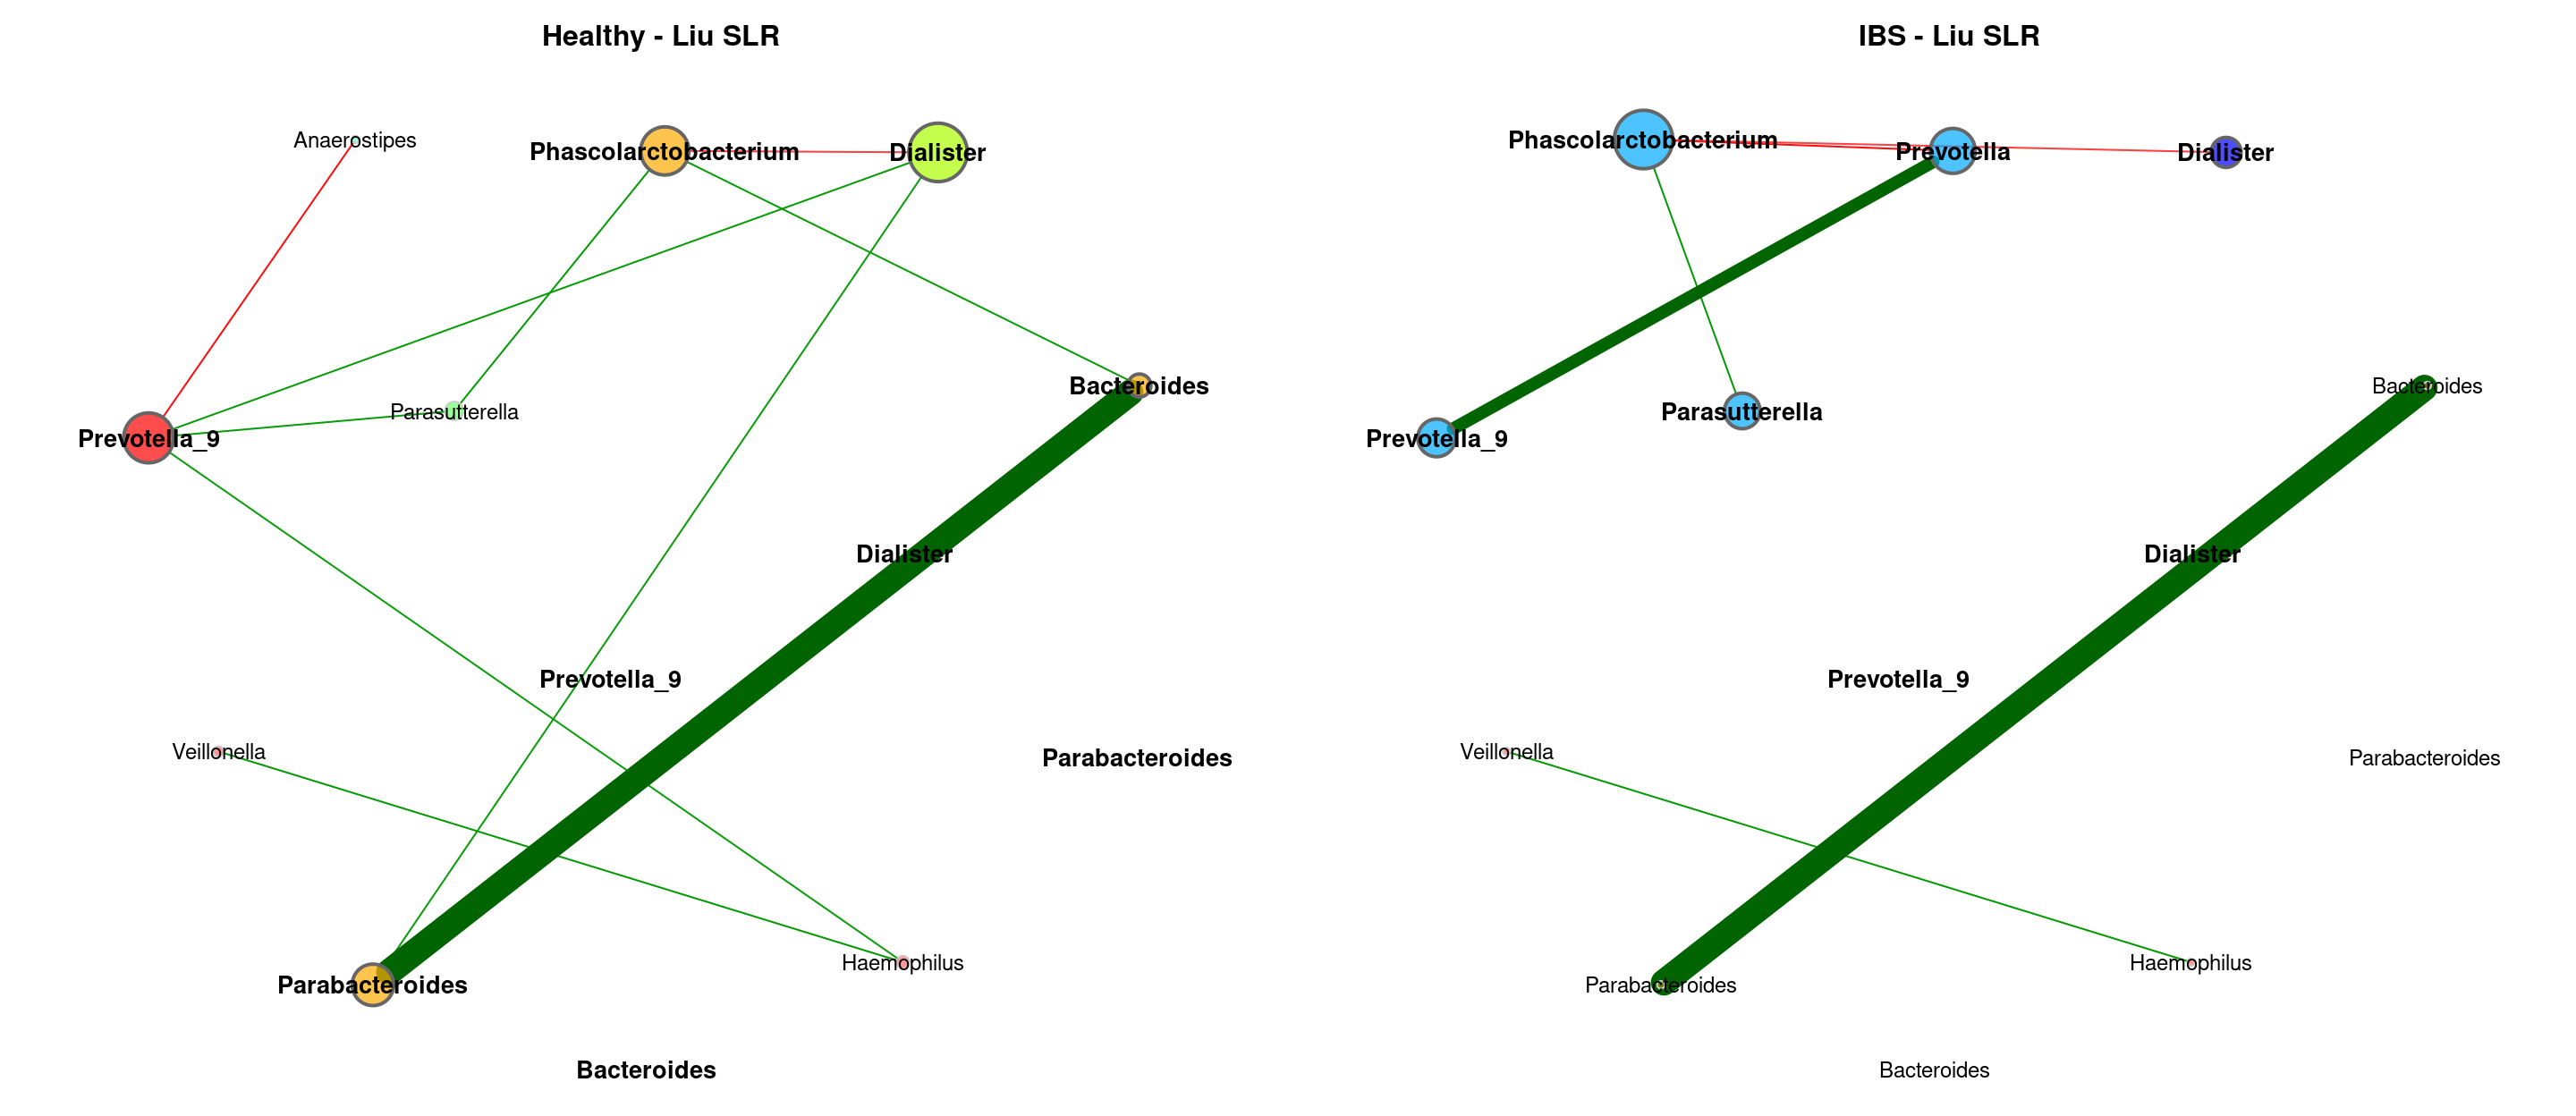 Healthy - Liu SLR
Anaerostipes
Phascolarctobacterium
Dialister
Bacteroides
Parasutterella
Prevotella_9
Dialister
Prevotella_9
Veillonella
Parabacteroides
Haemophilus
Parabacteroides
Bacteroides
IBS - Liu SLR
Phascolarctobacterium
Prevotella
Dialister
Bacteroides
Parasutterella
Prevotella_9
Dialister
Prevotella_9
Veillonella
Parabacteroides
Haemophilus
Parabacteroides
Bacteroides